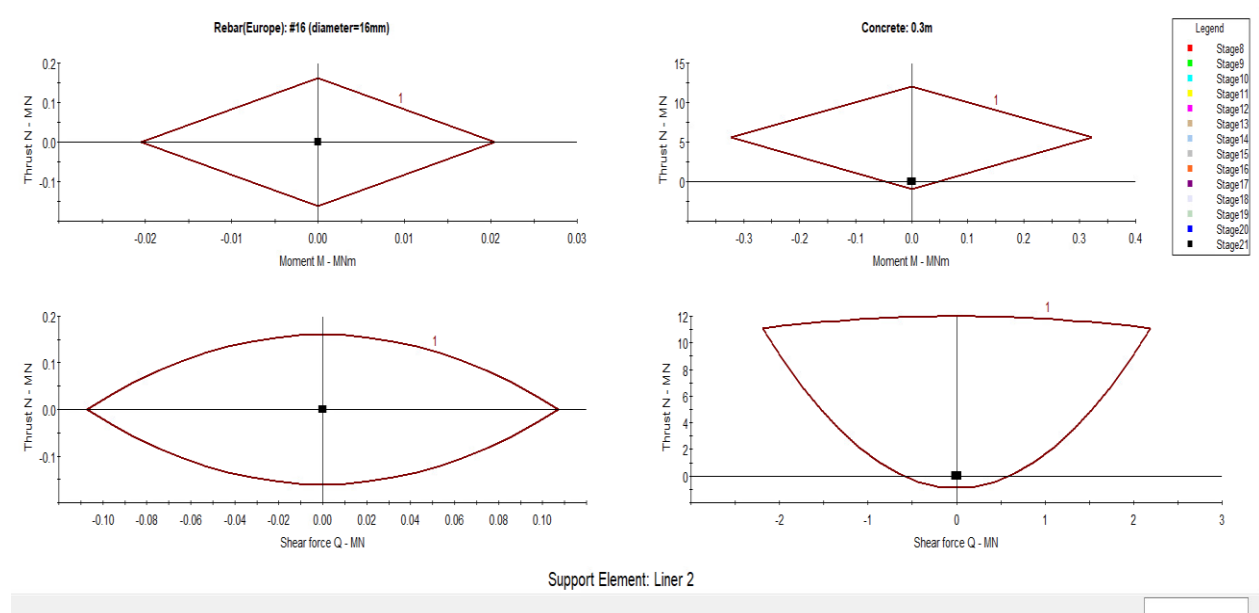 Rebar(Europe): #16 (diameter=16mm)
0.2
0.1
0.0
-0.1
Thrust N - MN
1
-0.02 -0.01 0.00 0.01 0.02 0.03
Moment M - MNm
Concrete: 0.3m
15
10
5
0
Thrust N - MN
1
-0.3 -0.2 -0.1 0.0 0.1 0.2 0.3 0.4
Moment M - MNm
Legend
Stage8
Stage9
Stage10
Stage11
Stage12
Stage13
Stage14
Stage15
Stage16
Stage17
Stage18
Stage19
Stage20
Stage21
0.2
0.1
0.0
-0.1
Thrust N - MN
1
-0.10 -0.08 -0.06 -0.04 -0.02 0.00 0.02 0.04 0.06 0.08 0.10
Shear force Q - MN
12
10
8
6
4
2
0
Thrust N - MN
1
-2 -1 0 1 2 3
Shear force Q - MN
Support Element: Liner 2